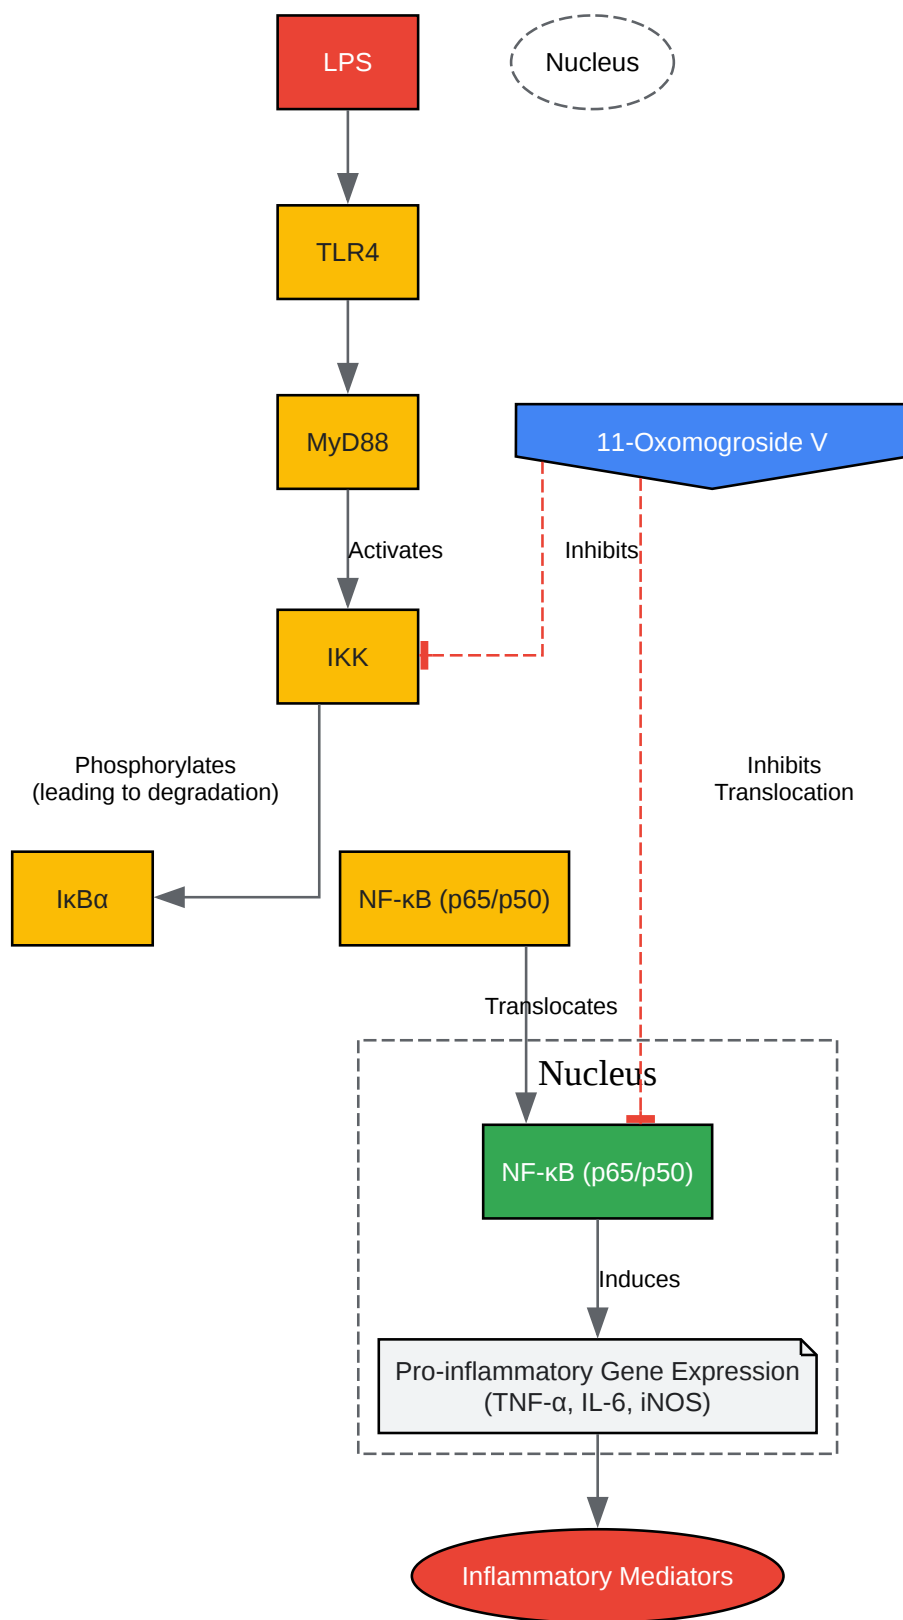 LPS
Nucleus
TLR4
MyD88
11-Oxomogroside V
Activates
Inhibits
IKK
Phosphorylates
(leading to degradation)
Inhibits
Translocation
IκBα
NF-κB (p65/p50)
Translocates
Nucleus
NF-κB (p65/p50)
Induces
Pro-inflammatory Gene Expression
(TNF-α, IL-6, iNOS)
Inflammatory Mediators